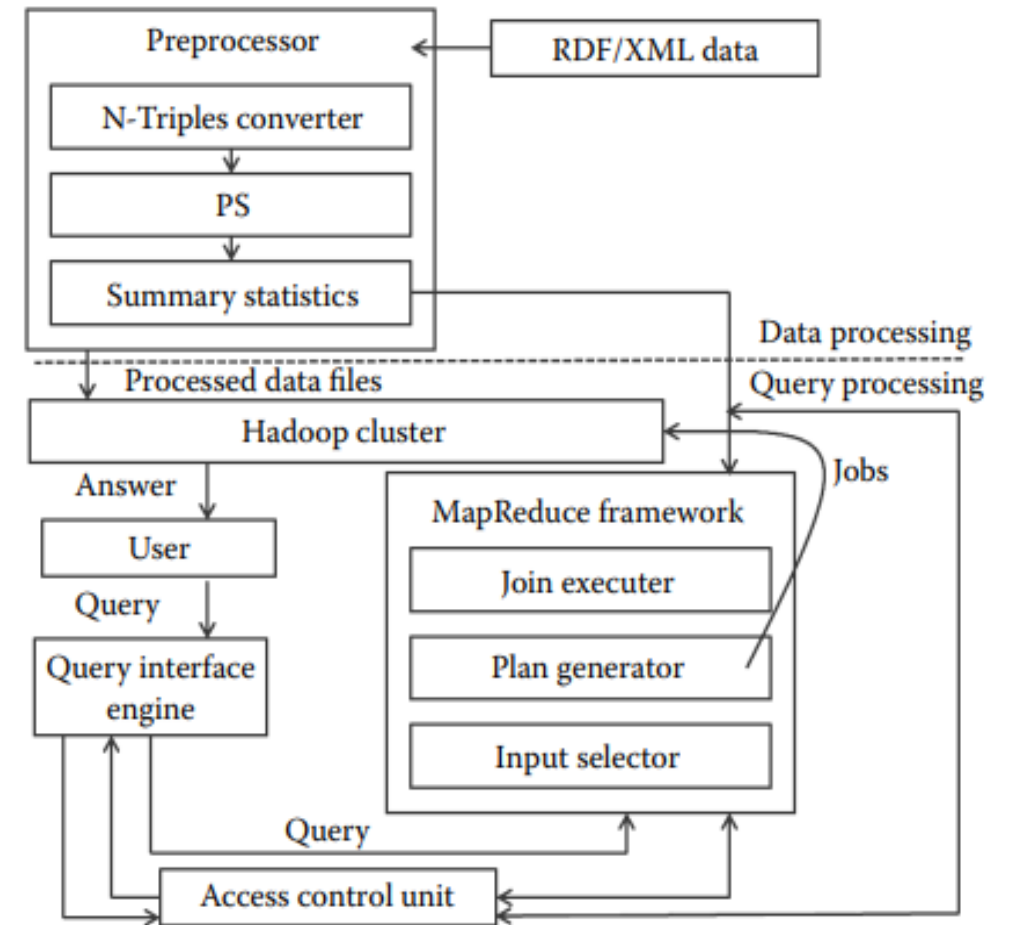 Preprocessor
RDF/XML data
N-Triples converter
PS
Summary statistics
Data processing
Processed data files
Query processing
Hadoop cluster
Answer
Jobs
MapReduce framework
User
Join executer
Query
Query interface
engine
Plan generator
Input selector
Query
Access control unit